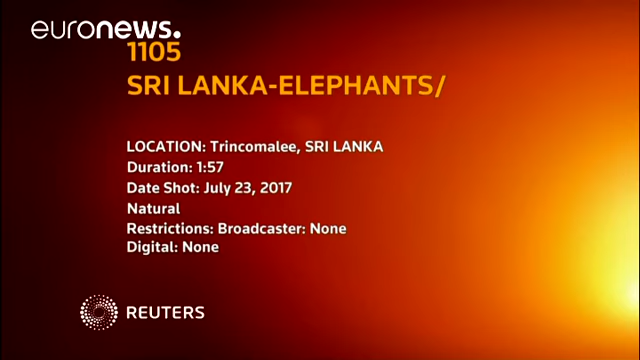 euronews.
1105
SRI LANKA-ELEPHANTS/
LOCATION: Trincomalee, SRI LANKA
Duration: 1:57
Date Shot: July 23, 2017
Natural
Restrictions: Broadcaster: None
Digital: None
REUTERS